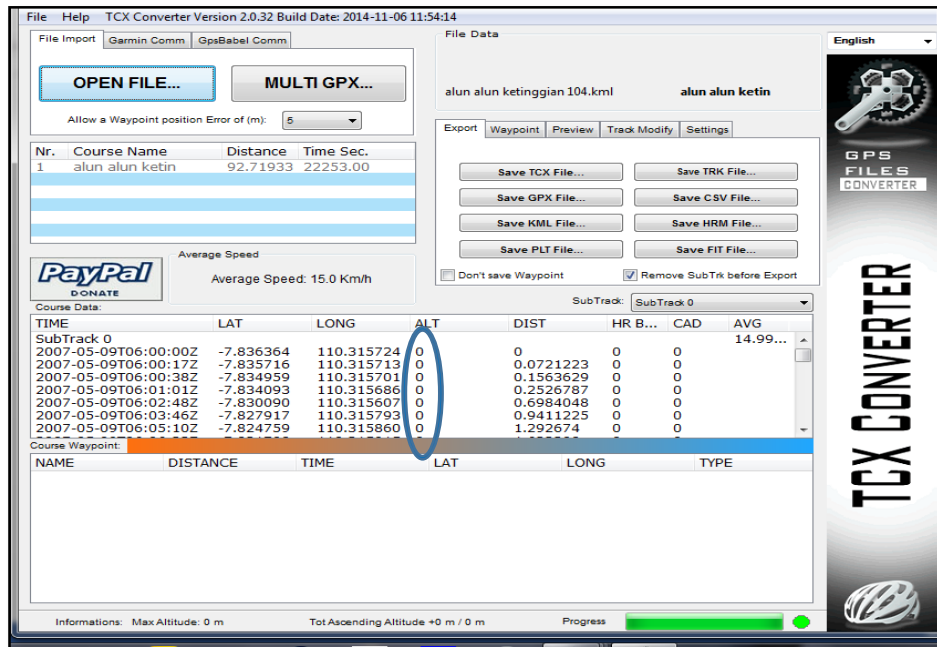 File Help TCX Converter Version 2.0.32 Build Date: 2014-11-06 11:54:14
File Import Garmin Comm GpsBabel Comm
OPEN FILE... MULTI GPX...
Allow a Waypoint position Error of (m): 5
File Data
alun alun ketinggian 104.kml alun alun ketin
English
Nr. Course Name Distance Time Sec.
1 alun alun ketin 92.71933 22253.00
Export Waypoint Preview Track Modify Settings
Save TCX File... Save TRK File...
Save GPX File... Save CSV File...
Save KML File... Save HRM File...
Save PLT File... Save FIT File...
Don't save Waypoint Remove SubTrk before Export
PayPal
DONATE
Average Speed
Average Speed: 15.0 Km/h
SubTrack: SubTrack 0
Course Data:
TIME LAT LONG ALT DIST HR B... CAD AVG
SubTrack 0 14.99...
2007-05-09T06:00:00Z -7.836364 110.315724 0 0 0 0
2007-05-09T06:00:17Z -7.835716 110.315713 0 0.0721223 0 0
2007-05-09T06:00:38Z -7.834959 110.315701 0 0.1563629 0 0
2007-05-09T06:01:01Z -7.834093 110.315686 0 0.2526787 0 0
2007-05-09T06:02:48Z -7.830090 110.315607 0 0.6984048 0 0
2007-05-09T06:03:46Z -7.827917 110.315793 0 0.9411225 0 0
2007-05-09T06:05:10Z -7.824759 110.315860 0 1.292674 0 0
Course Waypoint:
NAME DISTANCE TIME LAT LONG TYPE
Informations: Max Altitude: 0 m Tot Ascending Altitude +0 m / 0 m Progress
GPS
FILES
CONVERTER
TCX CONVERTER